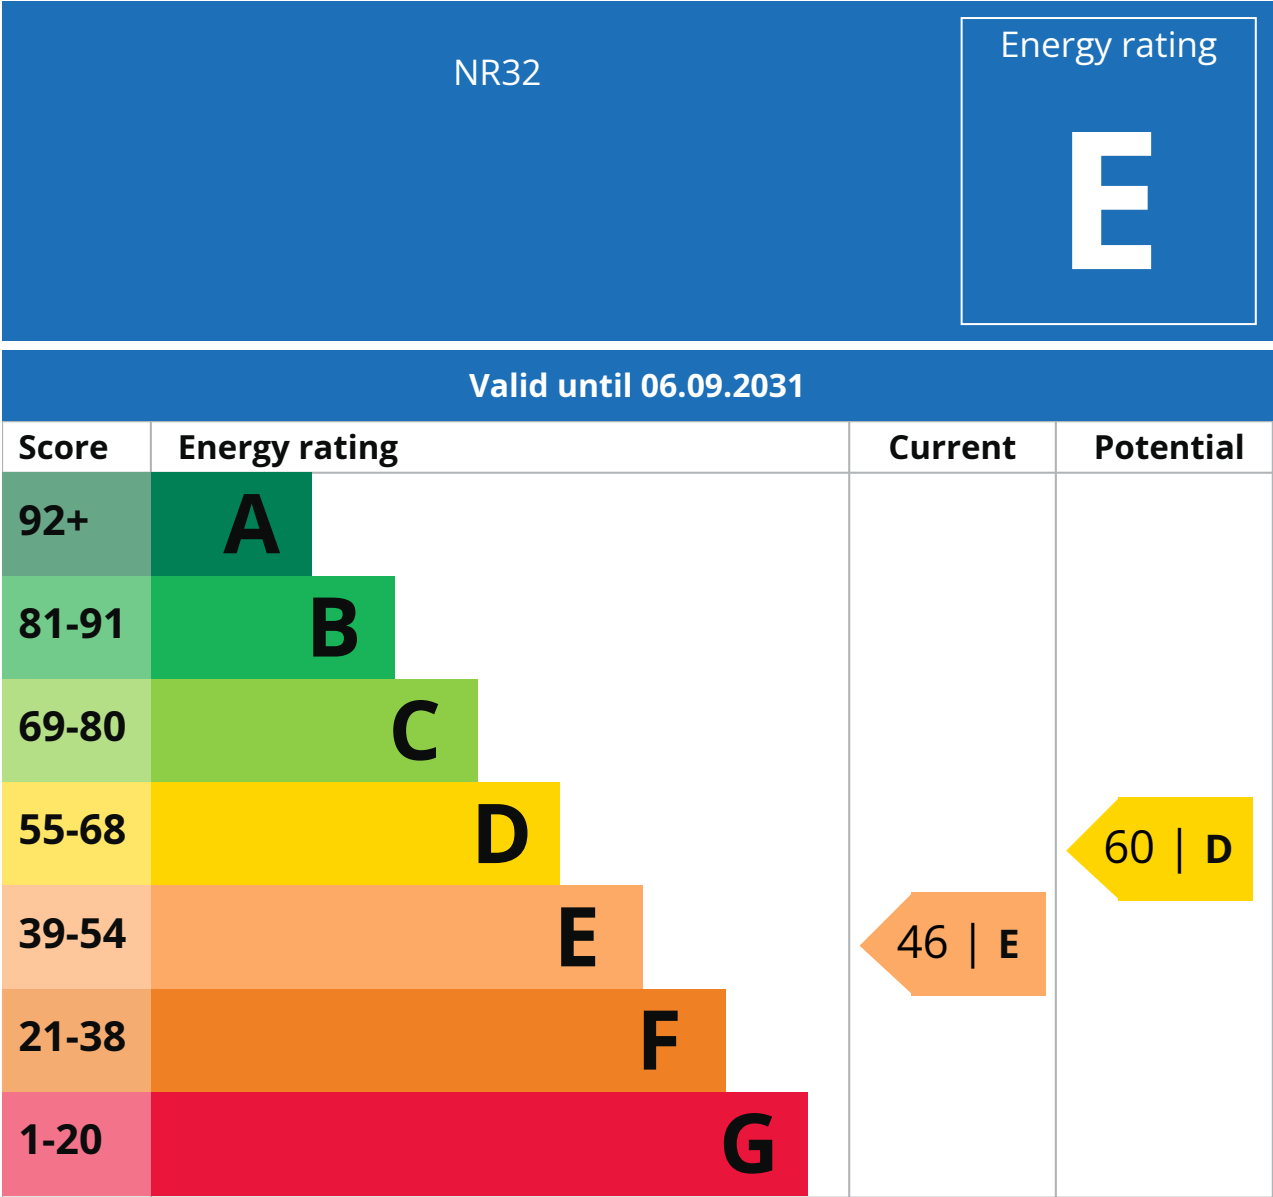 NR32
Energy rating
E
Valid until 06.09.2031
Score Energy rating Current Potential
92+ A
81-91 B
69-80 C
55-68 D
60 | D
39-54 E
46 | E
21-38 F
1-20 G